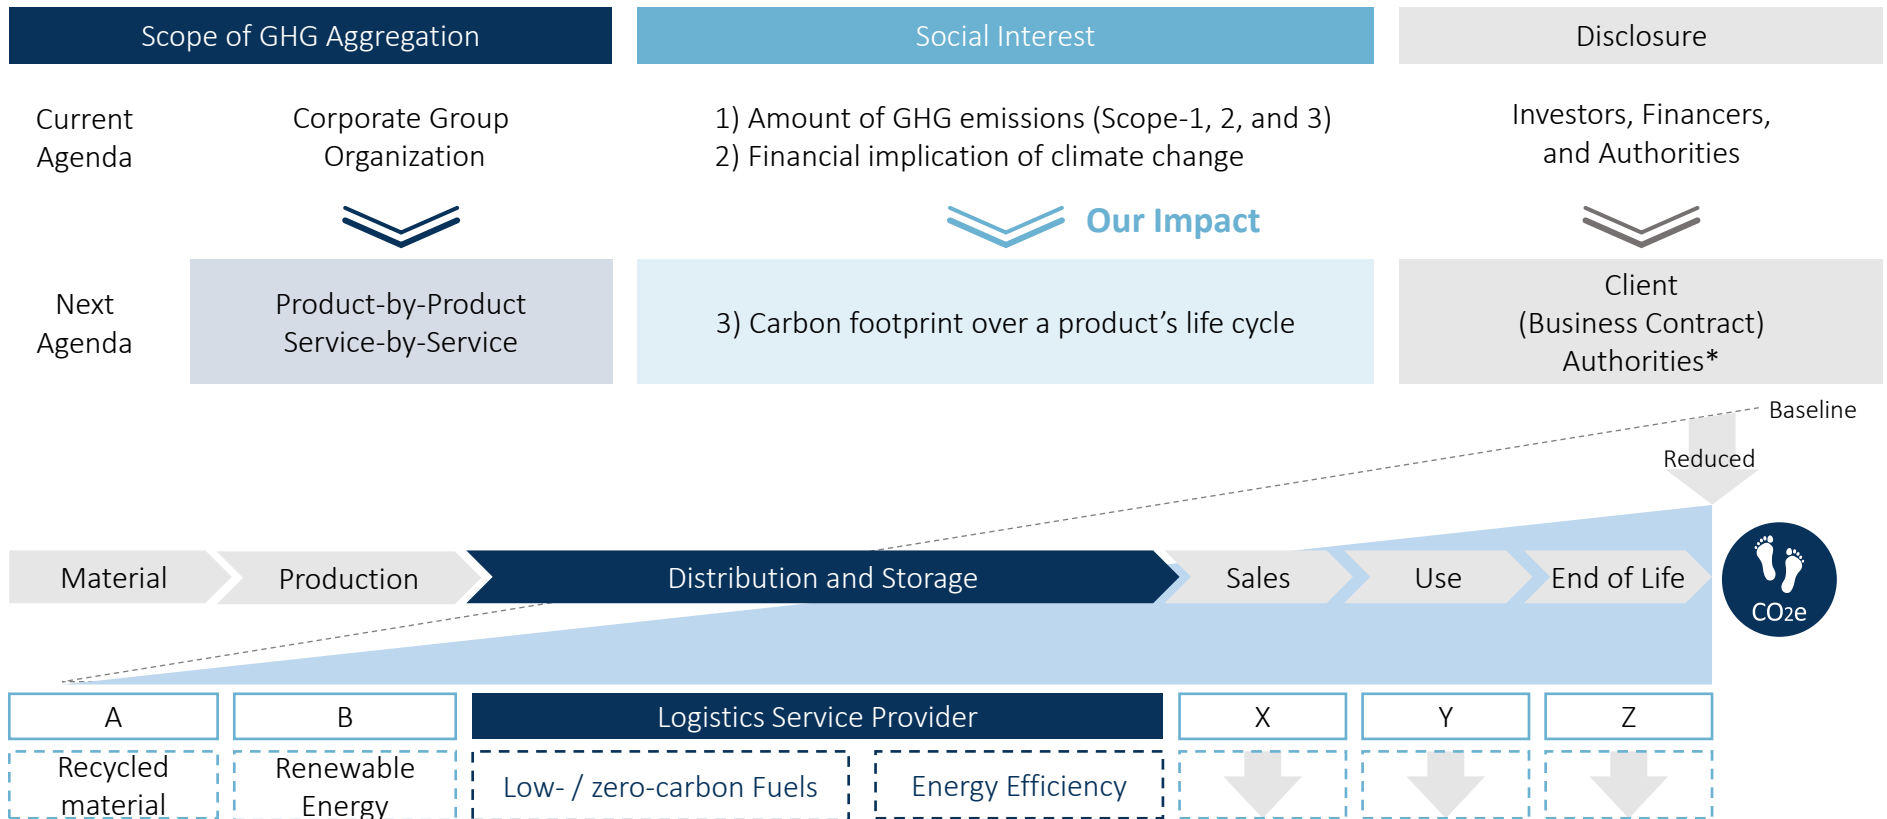 Scope of GHG Aggregation
Social Interest
Disclosure
Current
Agenda
Corporate Group
Organization
1) Amount of GHG emissions (Scope-1, 2, and 3)
2) Financial implication of climate change
Investors, Financers,
and Authorities
Our Impact
Next
Agenda
Product-by-Product
Service-by-Service
3) Carbon footprint over a product’s life cycle
Client
(Business Contract)
Authorities*
Baseline
Reduced
Material
Production
Distribution and Storage
Sales
Use
End of Life
CO2e
A
B
Logistics Service Provider
X
Y
Z
Recycled
material
Renewable
Energy
Low- / zero-carbon Fuels
Energy Efficiency